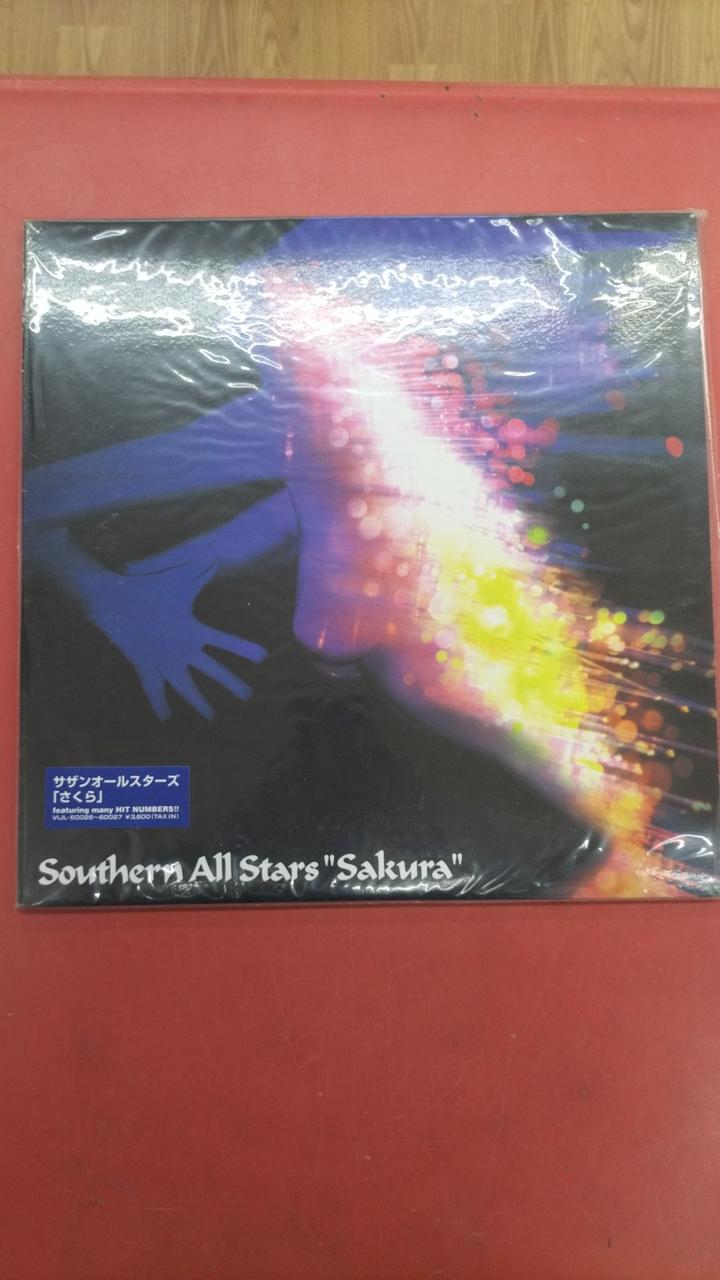 サザンオールスターズ
「さくら」
featuring many HIT NUMBERS!!
VIJL-60026~60027 ¥3,800(TAX IN)
Southern All Stars "Sakura"